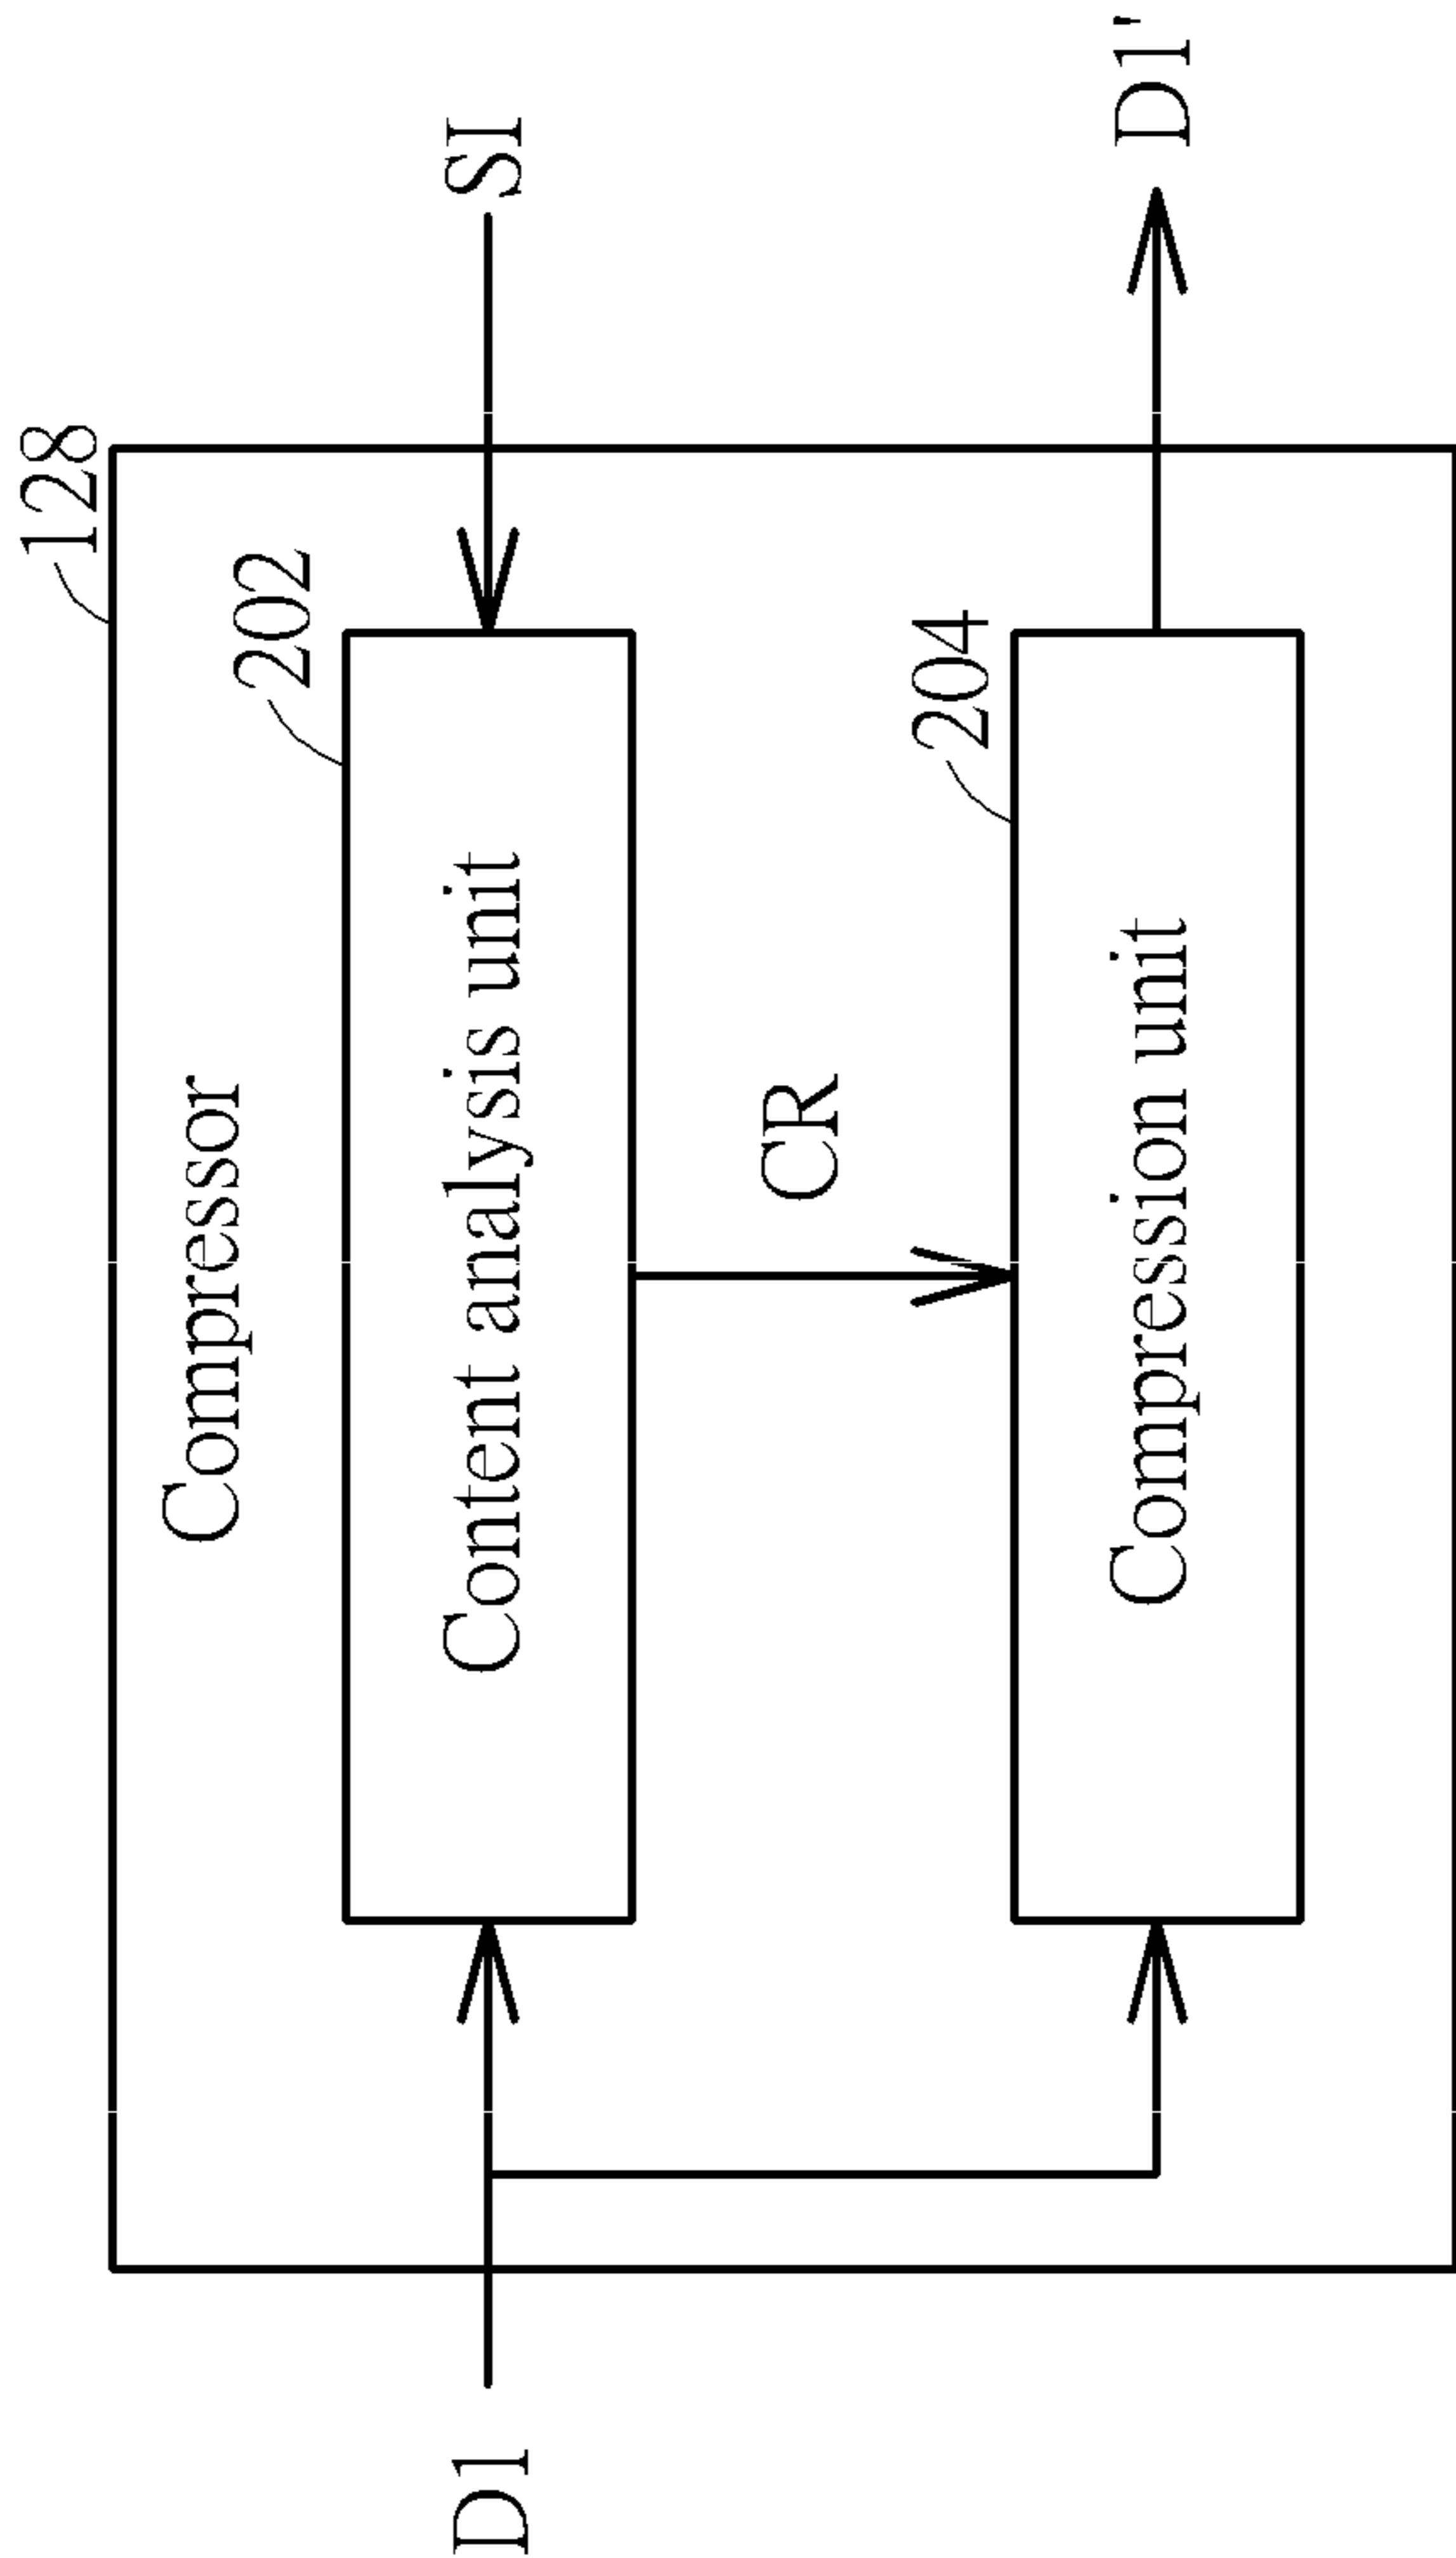 128
Compressor
202
D1
Content analysis unit
SI
CR
204
Compression unit
D1'